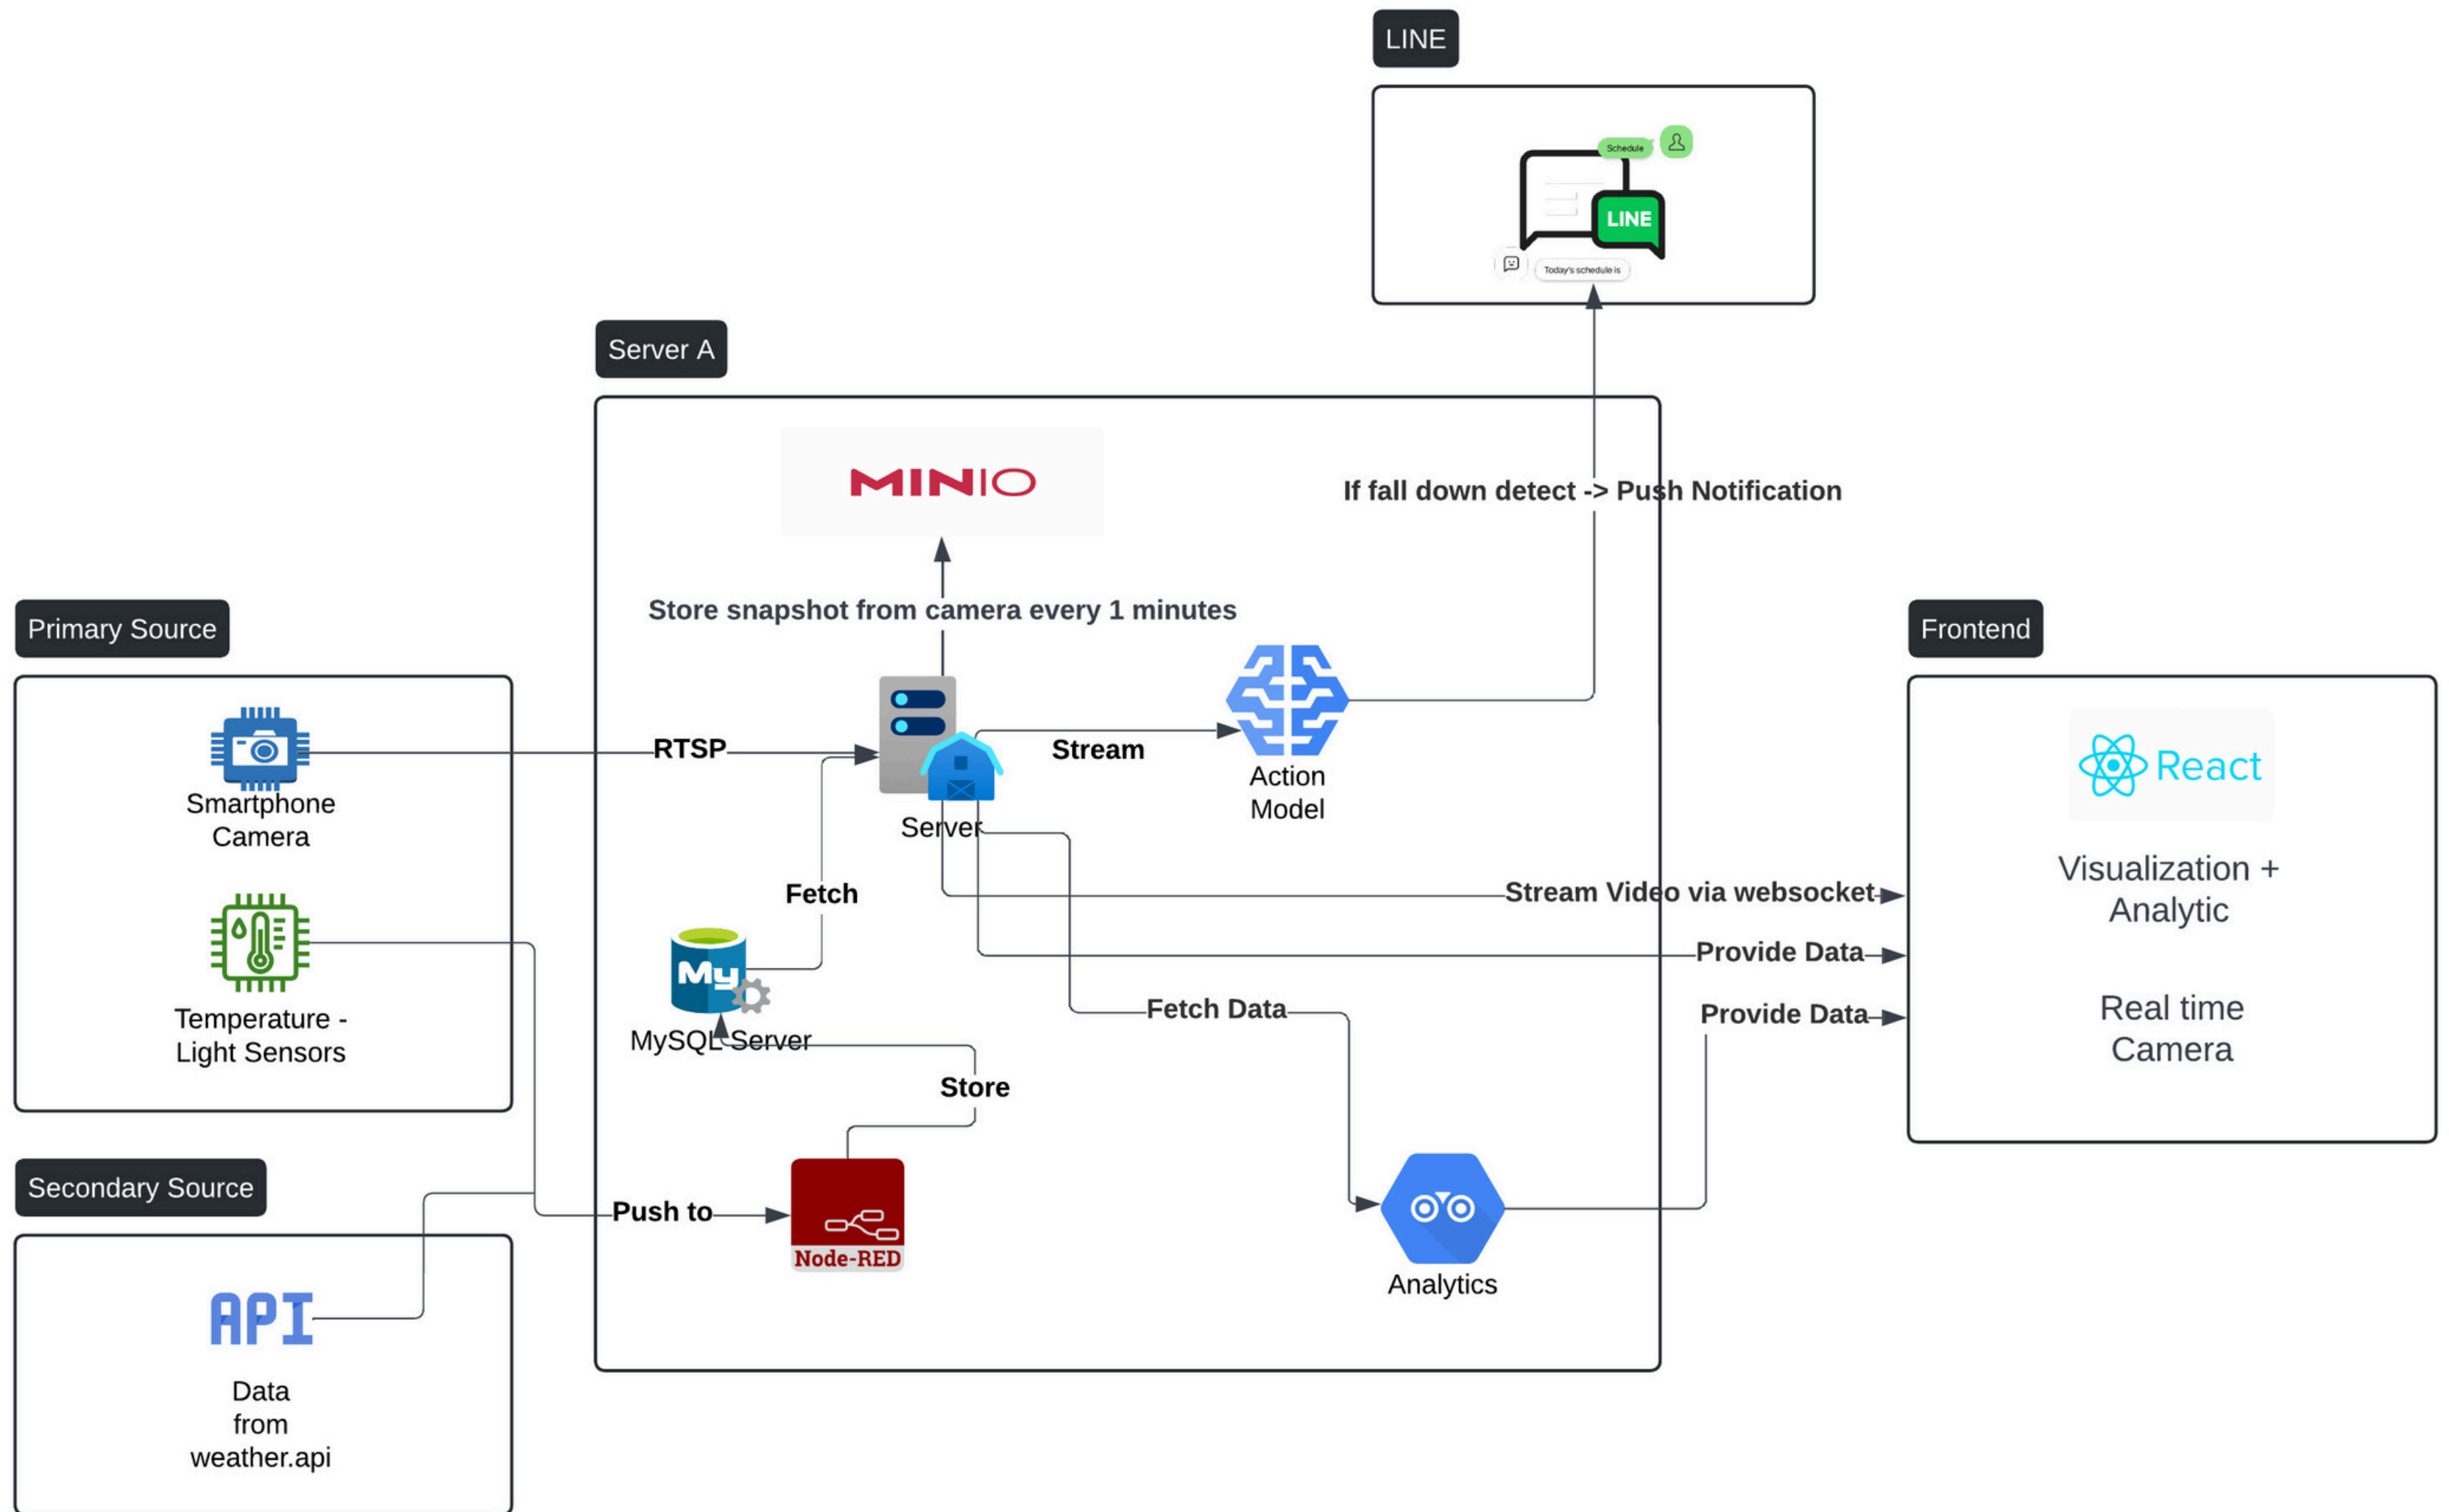 LINE
Schedule
LINE
Today's schedule is
Server A
MINIO
If fall down detect -> Push Notification
Store snapshot from camera every 1 minutes
Primary Source
Smartphone
Camera
Temperature -
Light Sensors
RTSP
Server
Stream
Action
Model
Fetch
My
MySQL Server
Store
Push to
Node-RED
Fetch Data
Analytics
Stream Video via websocket
Provide Data
Provide Data
Frontend
React
Visualization +
Analytic
Real time
Camera
Secondary Source
API
Data
from
weather.api